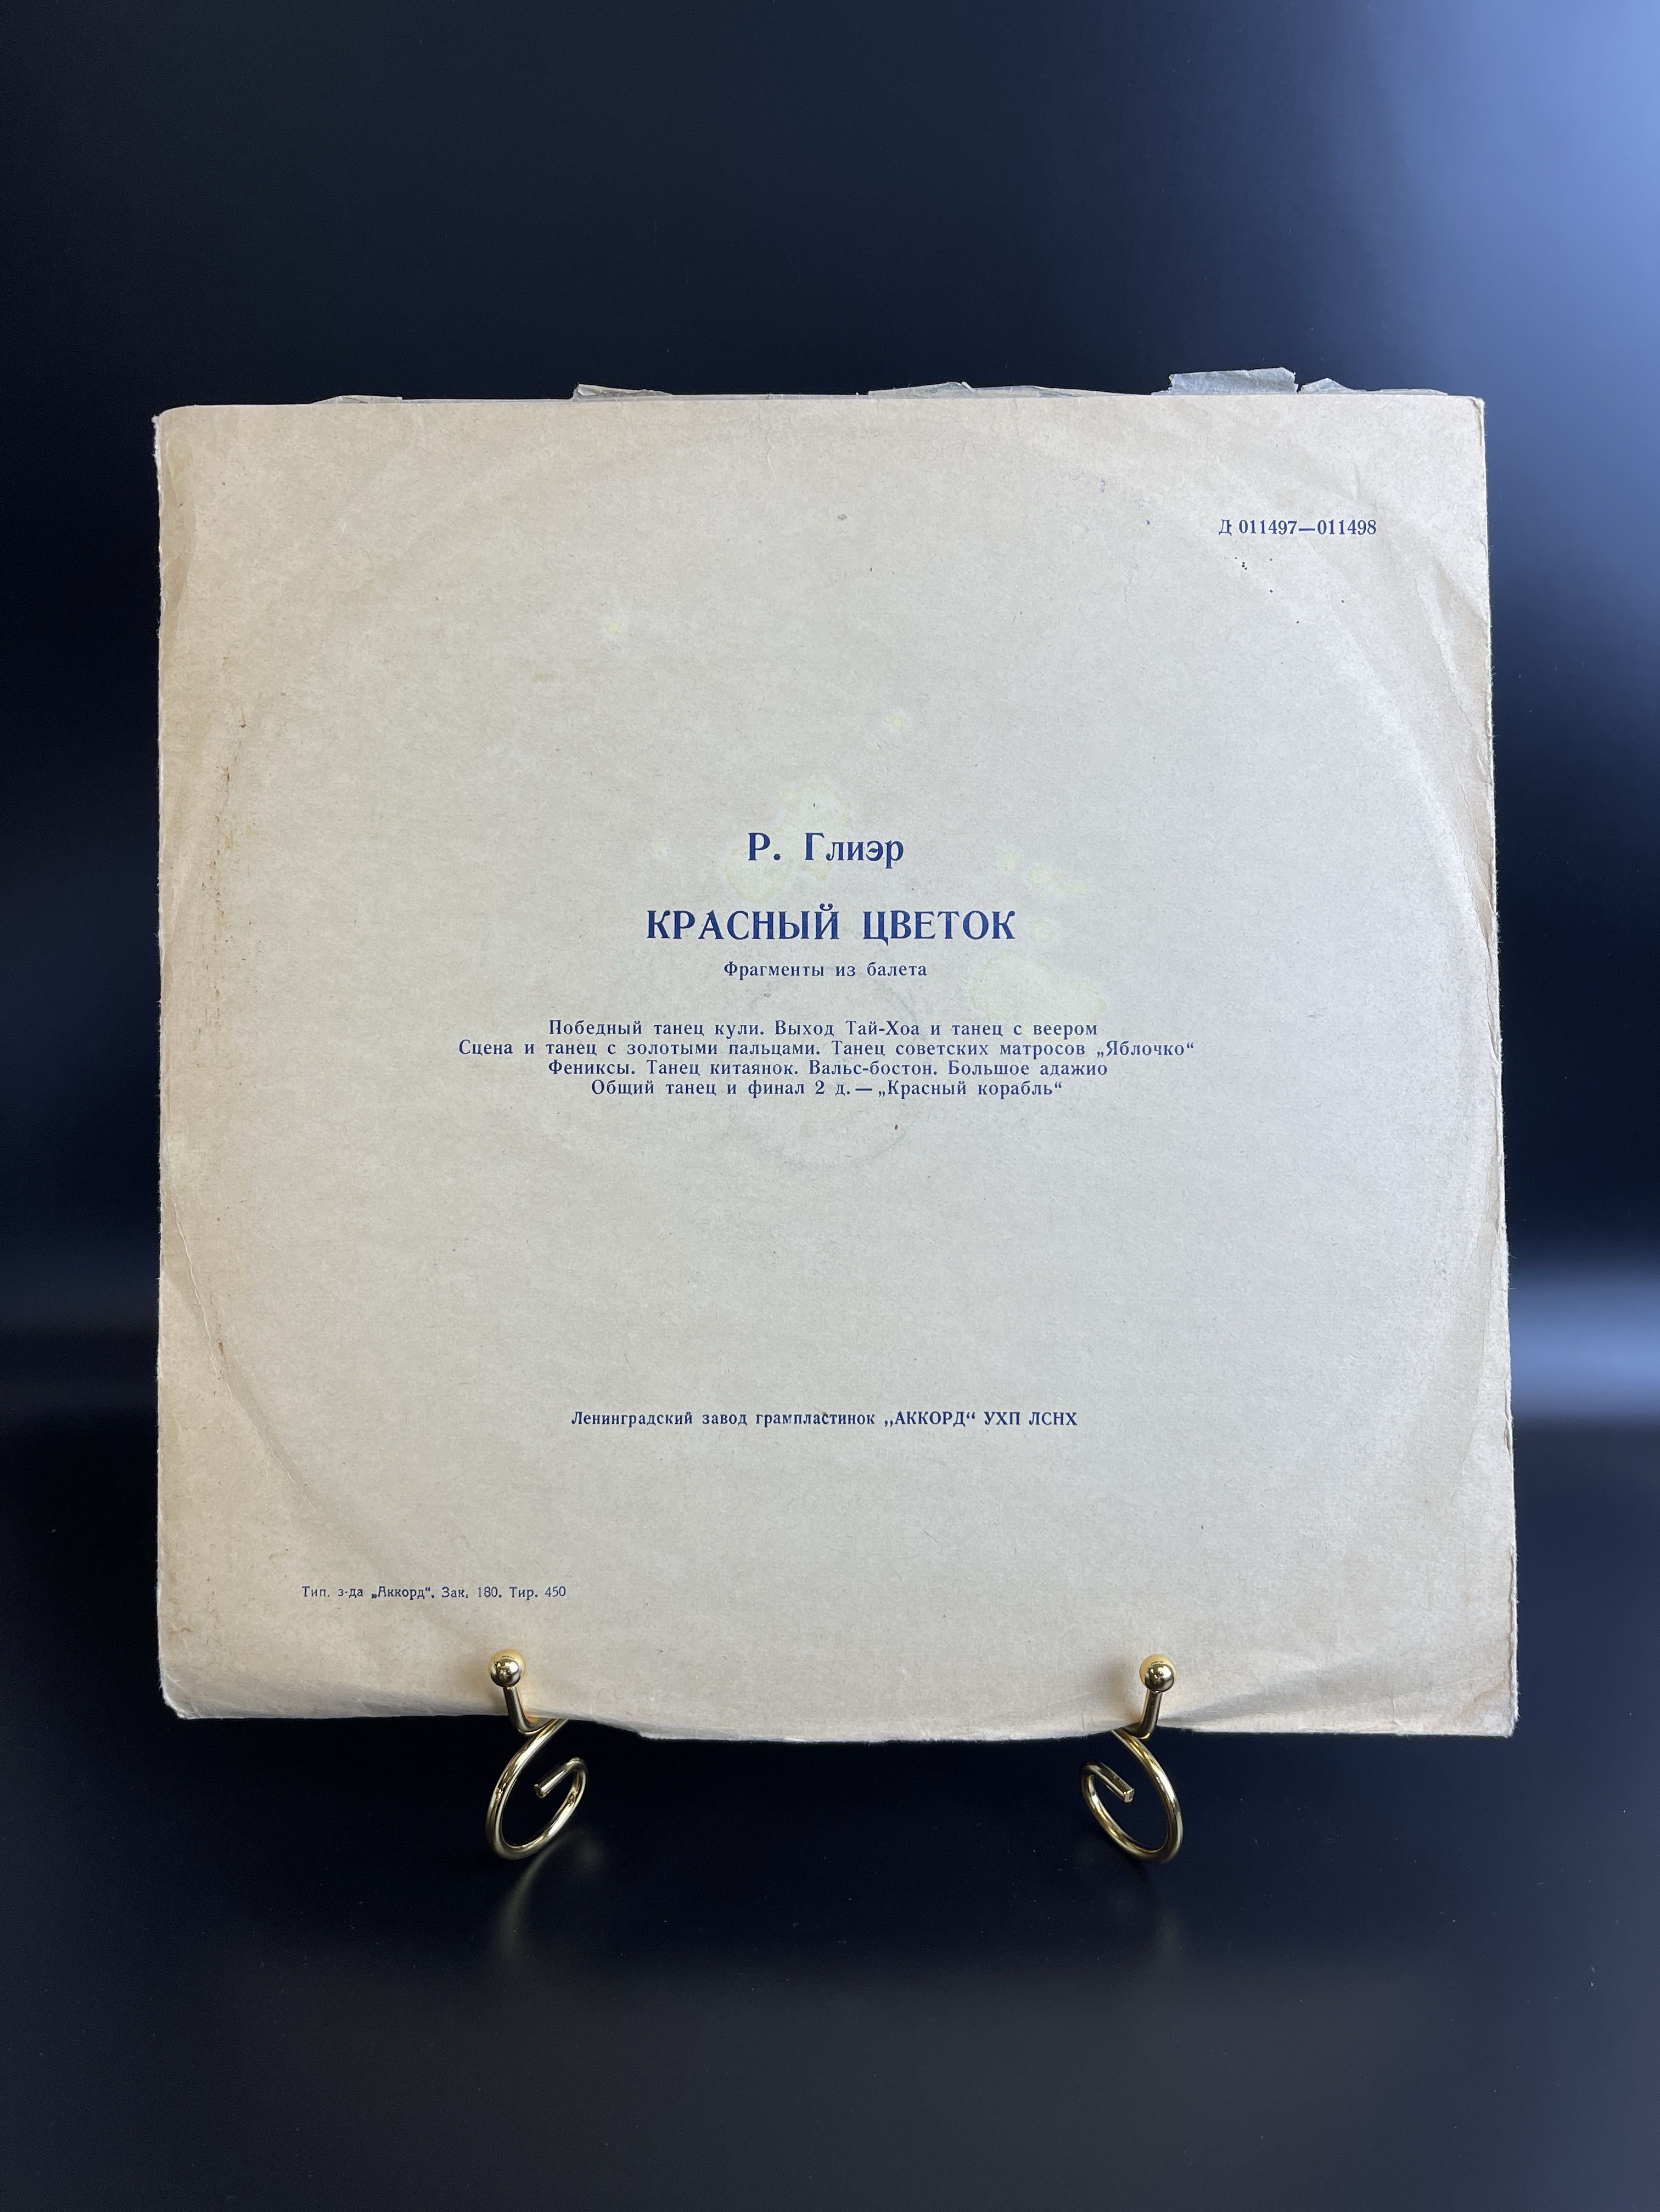 Д 011497—011498
Р. Глиэр
КРАСНЫЙ ЦВЕТОК
Фрагменты из балета
Победный танец кули. Выход Тай-Хоа и танец с веером
Сцена и танец с золотыми пальцами. Танец советских матросов „Яблочко“
Фениксы. Танец китаянок. Вальс-бостон. Большое адажио
Общий танец и финал 2 д. — „Красный корабль“
Ленинградский завод грампластинок „АККОРД“ УХП ЛСНХ
Тип. з-да „Аккорд“. Зак. 180. Тир. 450